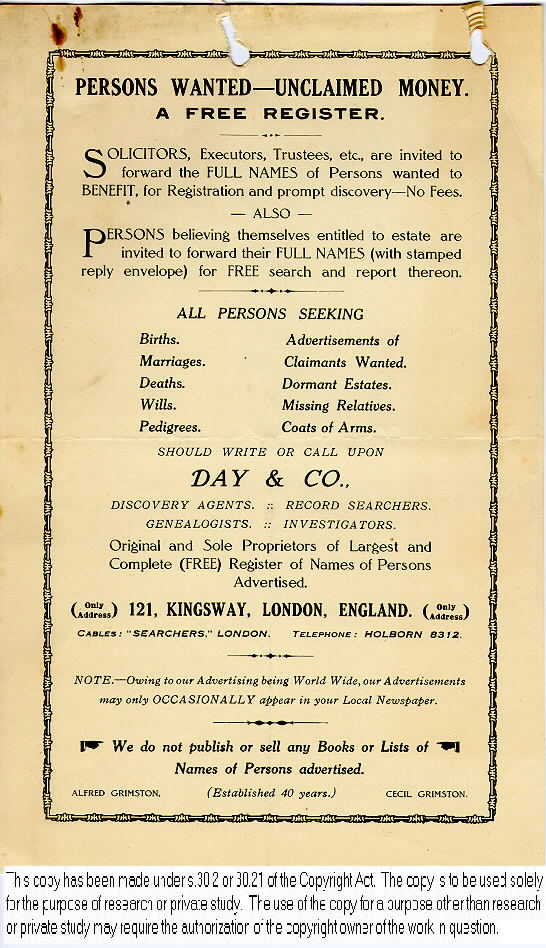 PERSONS WANTED—UNCLAIMED MONEY.
A FREE REGISTER.
SOLICITORS, Executors, Trustees, etc., are invited to
forward the FULL NAMES of Persons wanted to
BENEFIT, for Registration and prompt discovery—No Fees.
— ALSO —
PERSONS believing themselves entitled to estate are
invited to forward their FULL NAMES (with stamped
reply envelope) for FREE search and report thereon.
ALL PERSONS SEEKING
Births. Advertisements of
Marriages. Claimants Wanted.
Deaths. Dormant Estates.
Wills. Missing Relatives.
Pedigrees. Coats of Arms.
SHOULD WRITE OR CALL UPON
DAY & CO.,
DISCOVERY AGENTS. :: RECORD SEARCHERS.
GENEALOGISTS. :: INVESTIGATORS.
Original and Sole Proprietors of Largest and
Complete (FREE) Register of Names of Persons
Advertised.
(Only Address) 121, KINGSWAY, LONDON, ENGLAND. (Only Address)
CABLES: "SEARCHERS," LONDON. TELEPHONE: HOLBORN 8312.
NOTE.—Owing to our Advertising being World Wide, our Advertisements
may only OCCASIONALLY appear in your Local Newspaper.
We do not publish or sell any Books or Lists of
Names of Persons advertised.
ALFRED GRIMSTON. (Established 40 years.) CECIL GRIMSTON.
This copy has been made under s.30.2 or 30.21 of the Copyright Act. The copy is to be used solely
for the purpose of research or private study. The use of the copy for a purpose other than research
or private study may require the authorization of the copyright owner of the work in question.